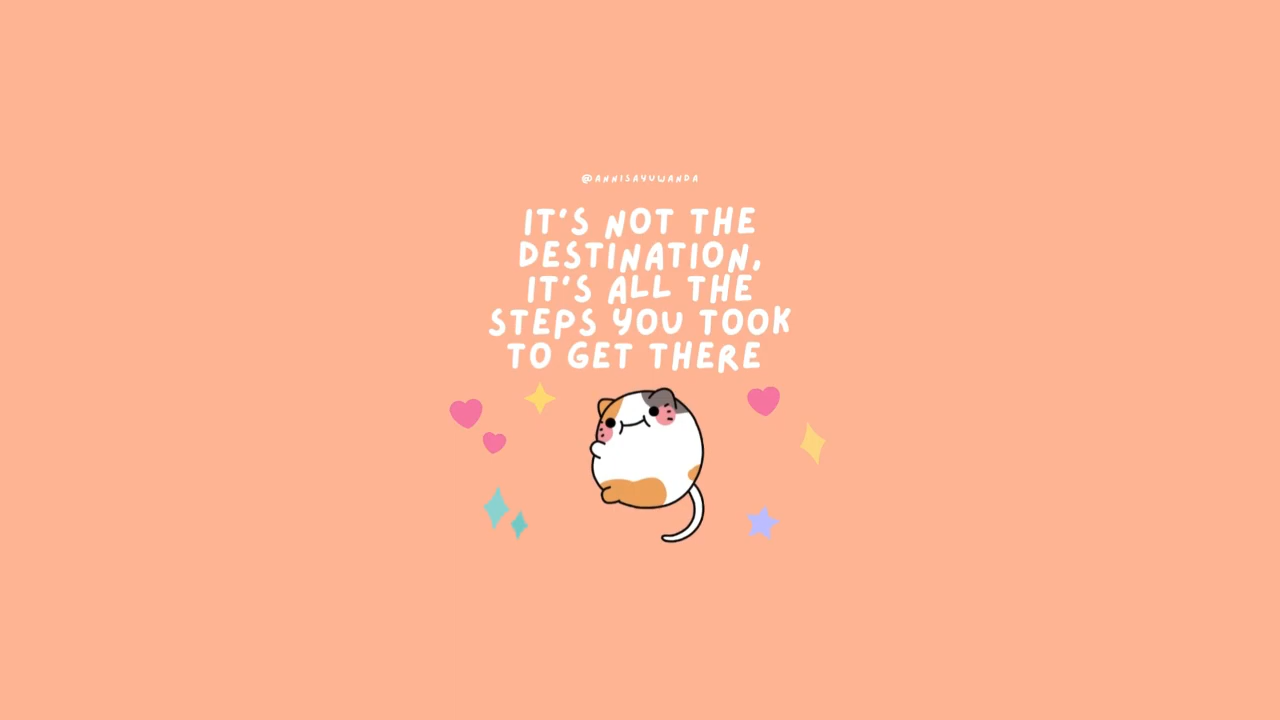 @ANNISAYUWANDA
IT'S NOT THE
DESTINATION,
IT'S ALL THE
STEPS YOU TOOK
TO GET THERE